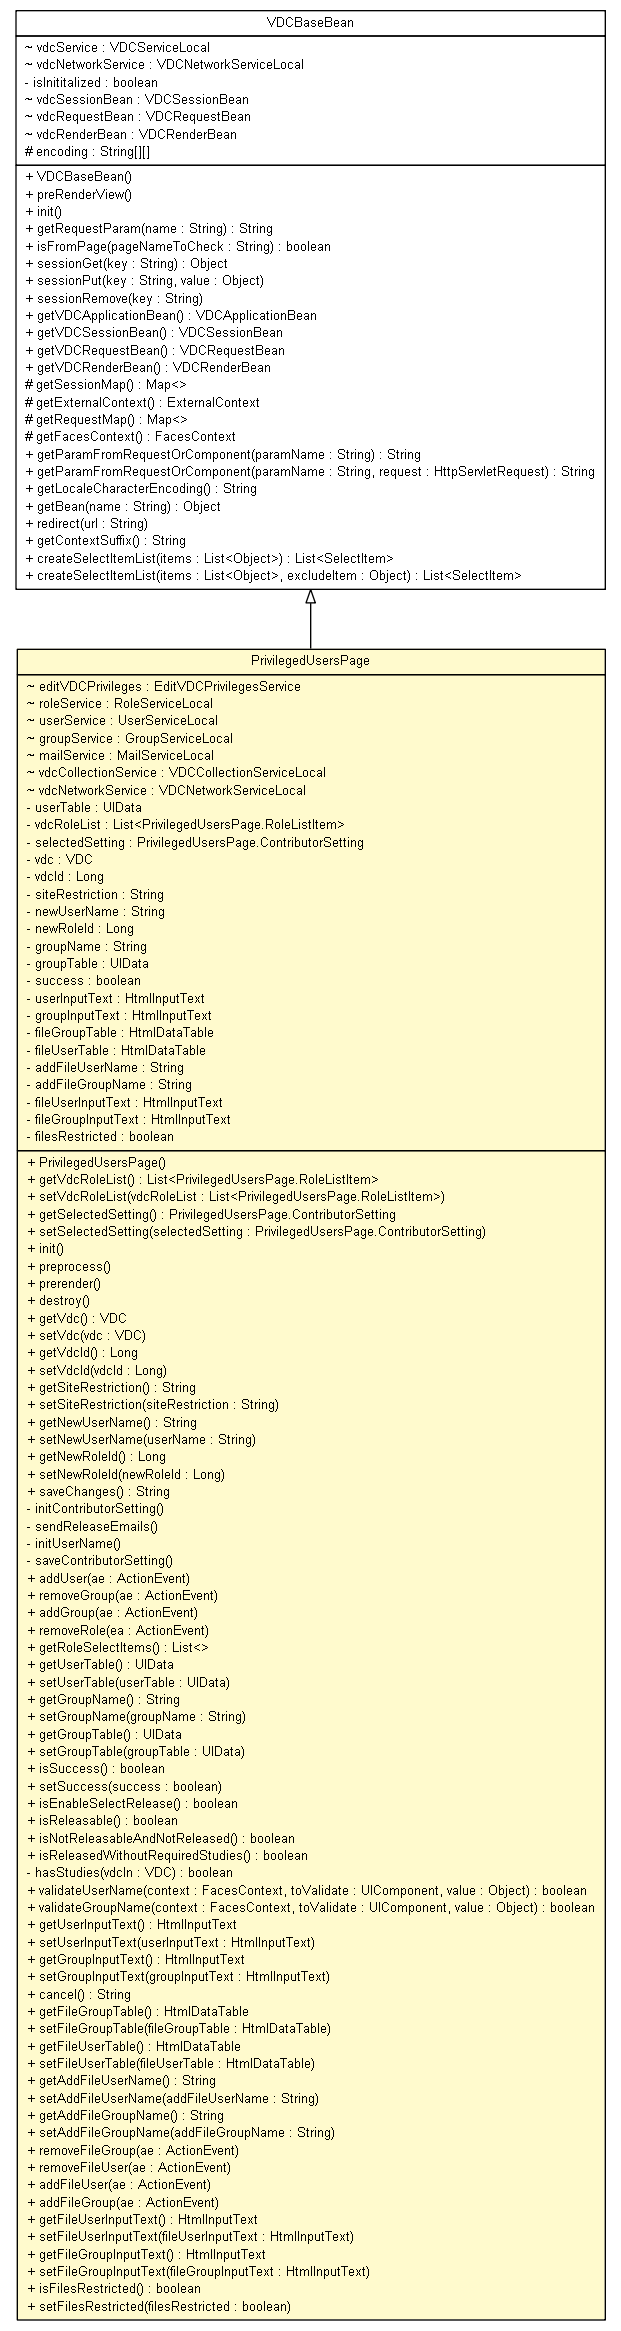 VDCBaseBean
~ vdcService : VDCServiceLocal
~ vdcNetworkService : VDCNetworkServiceLocal
- isInititalized : boolean
~ vdcSessionBean : VDCSessionBean
~ vdcRequestBean : VDCRequestBean
~ vdcRenderBean : VDCRenderBean
# encoding : String[][]
+ VDCBaseBean()
+ preRenderView()
+ init()
+ getRequestParam(name : String) : String
+ isFromPage(pageNameToCheck : String) : boolean
+ sessionGet(key : String) : Object
+ sessionPut(key : String, value : Object)
+ sessionRemove(key : String)
+ getVDCApplicationBean() : VDCApplicationBean
+ getVDCSessionBean() : VDCSessionBean
+ getVDCRequestBean() : VDCRequestBean
+ getVDCRenderBean() : VDCRenderBean
# getSessionMap() : Map<>
# getExternalContext() : ExternalContext
# getRequestMap() : Map<>
# getFacesContext() : FacesContext
+ getParamFromRequestOrComponent(paramName : String) : String
+ getParamFromRequestOrComponent(paramName : String, request : HttpServletRequest) : String
+ getLocaleCharacterEncoding() : String
+ getBean(name : String) : Object
+ redirect(url : String)
+ getContextSuffix() : String
+ createSelectItemList(items : List<Object>) : List<SelectItem>
+ createSelectItemList(items : List<Object>, excludeItem : Object) : List<SelectItem>
PrivilegedUsersPage
~ editVDCPrivileges : EditVDCPrivilegesService
~ roleService : RoleServiceLocal
~ userService : UserServiceLocal
~ groupService : GroupServiceLocal
~ mailService : MailServiceLocal
~ vdcCollectionService : VDCCollectionServiceLocal
~ vdcNetworkService : VDCNetworkServiceLocal
- userTable : UIData
- vdcRoleList : List<PrivilegedUsersPage.RoleListItem>
- selectedSetting : PrivilegedUsersPage.ContributorSetting
- vdc : VDC
- vdcId : Long
- siteRestriction : String
- newUserName : String
- newRoleId : Long
- groupName : String
- groupTable : UIData
- success : boolean
- userInputText : HtmlInputText
- groupInputText : HtmlInputText
- fileGroupTable : HtmlDataTable
- fileUserTable : HtmlDataTable
- addFileUserName : String
- addFileGroupName : String
- fileUserInputText : HtmlInputText
- fileGroupInputText : HtmlInputText
- filesRestricted : boolean
+ PrivilegedUsersPage()
+ getVdcRoleList() : List<PrivilegedUsersPage.RoleListItem>
+ setVdcRoleList(vdcRoleList : List<PrivilegedUsersPage.RoleListItem>)
+ getSelectedSetting() : PrivilegedUsersPage.ContributorSetting
+ setSelectedSetting(selectedSetting : PrivilegedUsersPage.ContributorSetting)
+ init()
+ preprocess()
+ prerender()
+ destroy()
+ getVdc() : VDC
+ setVdc(vdc : VDC)
+ getVdcId() : Long
+ setVdcId(vdcId : Long)
+ getSiteRestriction() : String
+ setSiteRestriction(siteRestriction : String)
+ getNewUserName() : String
+ setNewUserName(userName : String)
+ getNewRoleId() : Long
+ setNewRoleId(newRoleId : Long)
+ saveChanges() : String
- initContributorSetting()
- sendReleaseEmails()
- initUserName()
- saveContributorSetting()
+ addUser(ae : ActionEvent)
+ removeGroup(ae : ActionEvent)
+ addGroup(ae : ActionEvent)
+ removeRole(ea : ActionEvent)
+ getRoleSelectItems() : List<>
+ getUserTable() : UIData
+ setUserTable(userTable : UIData)
+ getGroupName() : String
+ setGroupName(groupName : String)
+ getGroupTable() : UIData
+ setGroupTable(groupTable : UIData)
+ isSuccess() : boolean
+ setSuccess(success : boolean)
+ isEnableSelectRelease() : boolean
+ isReleasable() : boolean
+ isNotReleasableAndNotReleased() : boolean
+ isReleasedWithoutRequiredStudies() : boolean
- hasStudies(vdcIn : VDC) : boolean
+ validateUserName(context : FacesContext, toValidate : UIComponent, value : Object) : boolean
+ validateGroupName(context : FacesContext, toValidate : UIComponent, value : Object) : boolean
+ getUserInputText() : HtmlInputText
+ setUserInputText(userInputText : HtmlInputText)
+ getGroupInputText() : HtmlInputText
+ setGroupInputText(groupInputText : HtmlInputText)
+ cancel() : String
+ getFileGroupTable() : HtmlDataTable
+ setFileGroupTable(fileGroupTable : HtmlDataTable)
+ getFileUserTable() : HtmlDataTable
+ setFileUserTable(fileUserTable : HtmlDataTable)
+ getAddFileUserName() : String
+ setAddFileUserName(addFileUserName : String)
+ getAddFileGroupName() : String
+ setAddFileGroupName(addFileGroupName : String)
+ removeFileGroup(ae : ActionEvent)
+ removeFileUser(ae : ActionEvent)
+ addFileUser(ae : ActionEvent)
+ addFileGroup(ae : ActionEvent)
+ getFileUserInputText() : HtmlInputText
+ setFileUserInputText(fileUserInputText : HtmlInputText)
+ getFileGroupInputText() : HtmlInputText
+ setFileGroupInputText(fileGroupInputText : HtmlInputText)
+ isFilesRestricted() : boolean
+ setFilesRestricted(filesRestricted : boolean)